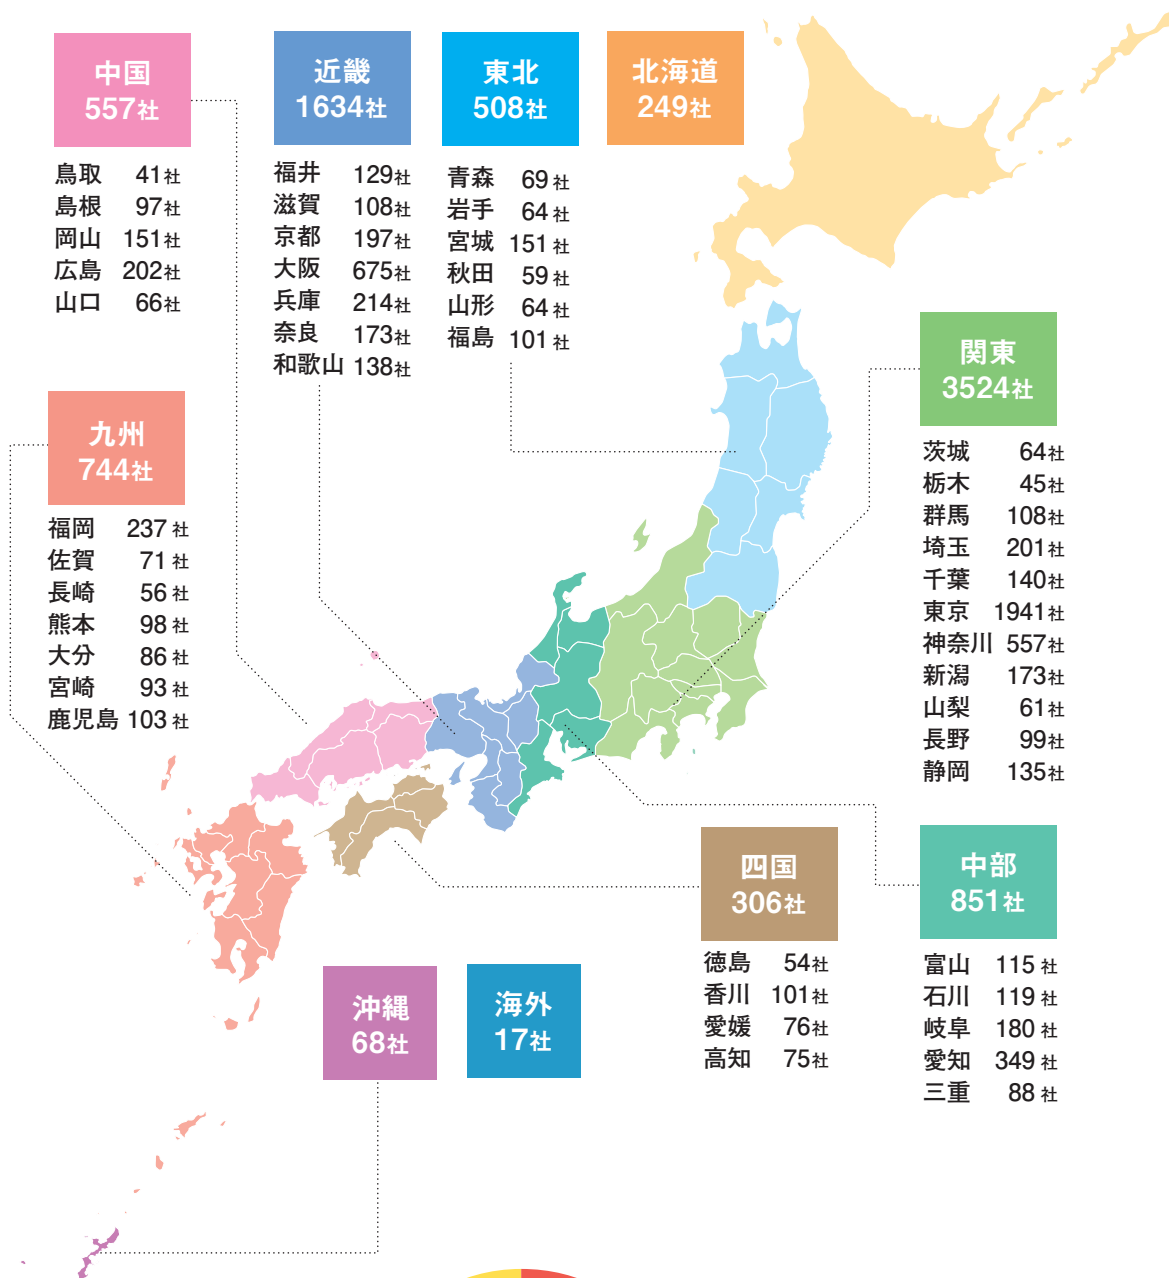 中国
557社
鳥取 41社
島根 97社
岡山 151社
広島 202社
山口 66社
近畿
1634社
福井 129社
滋賀 108社
京都 197社
大阪 675社
兵庫 214社
奈良 173社
和歌山 138社
東北
508社
青森 69社
岩手 64社
宮城 151社
秋田 59社
山形 64社
福島 101社
北海道
249社
関東
3524社
茨城 64社
栃木 45社
群馬 108社
埼玉 201社
千葉 140社
東京 1941社
神奈川 557社
新潟 173社
山梨 61社
長野 99社
静岡 135社
九州
744社
福岡 237社
佐賀 71社
長崎 56社
熊本 98社
大分 86社
宮崎 93社
鹿児島 103社
四国
306社
徳島 54社
香川 101社
愛媛 76社
高知 75社
中部
851社
富山 115社
石川 119社
岐阜 180社
愛知 349社
三重 88社
沖縄
68社
海外
17社